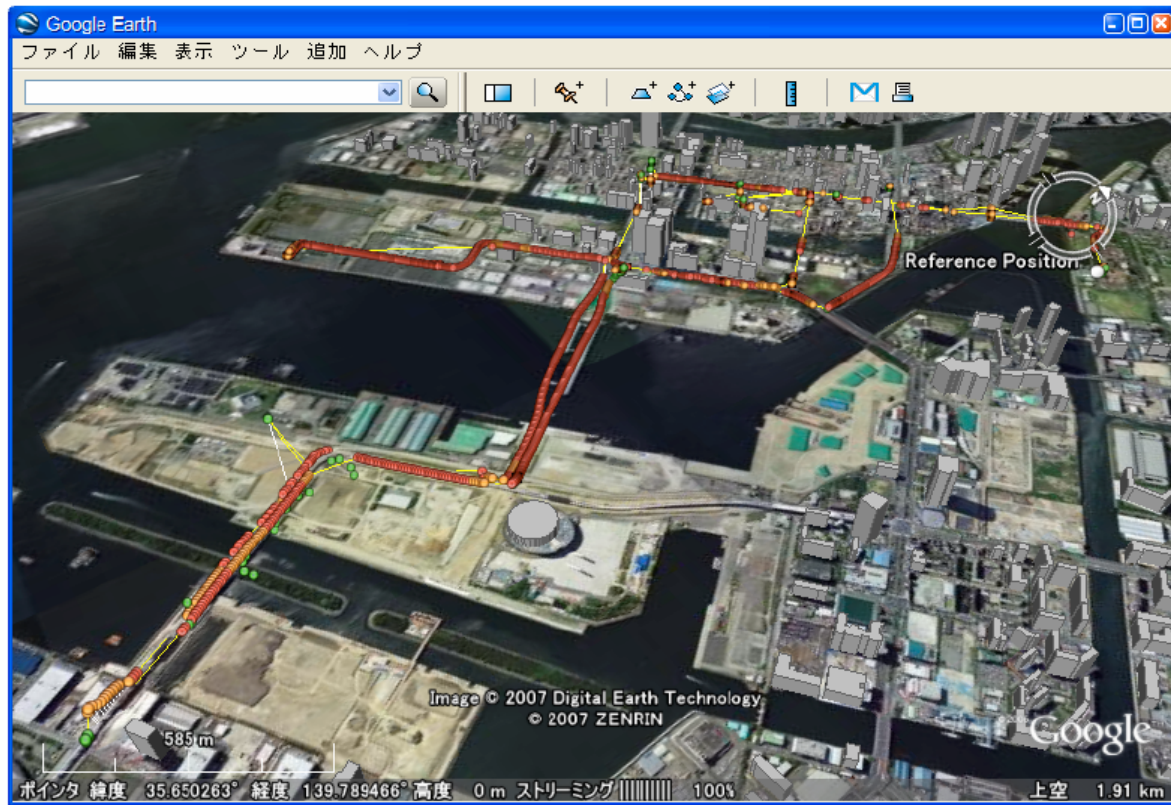 Google Earth
ファイル 編集 表示 ツール 追加 ヘルプ
Reference Position
Image © 2007 Digital Earth Technology
© 2007 ZENRIN
Google
585 m
ポインタ 緯度 35.650263° 経度 139.789466° 高度 0 m ストリーミング |||||||||| 100% 上空 1.91 km